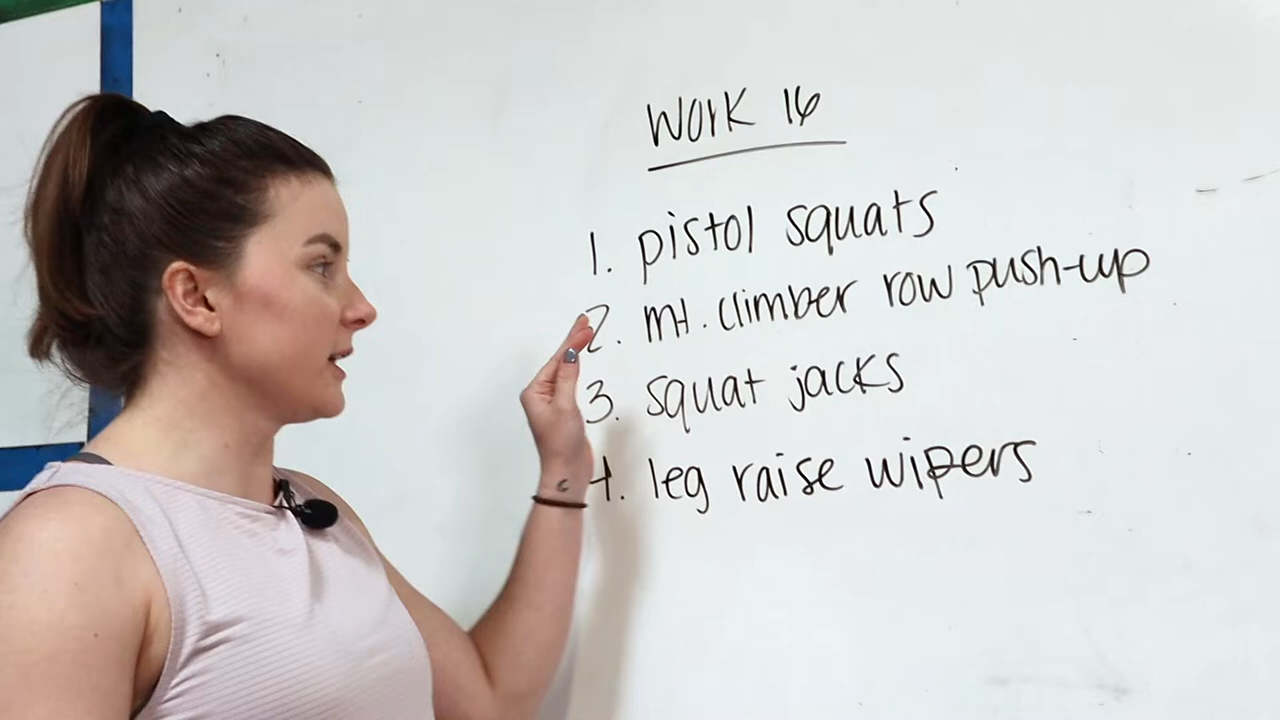 Work 16
1. pistol squats
2. mt. climber row push-up
3. squat jacks
4. leg raise wipers